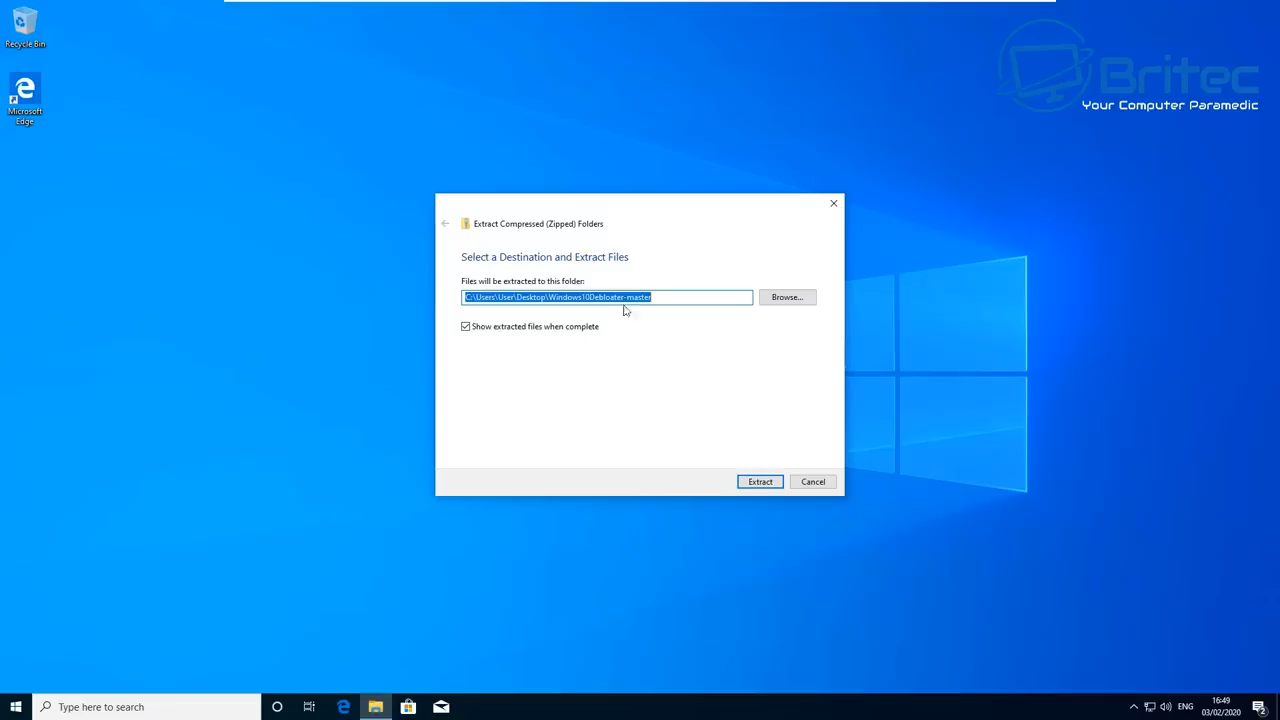 Recycle Bin
Microsoft
Edge
Britec
Your Computer Paramedic
Extract Compressed (Zipped) Folders
Select a Destination and Extract Files
Files will be extracted to this folder:
C:\Users\User\Desktop\Windows10Debloater-master
Browse...
Show extracted files when complete
Extract
Cancel
Type here to search
ENG
16:49
03/02/2020
2